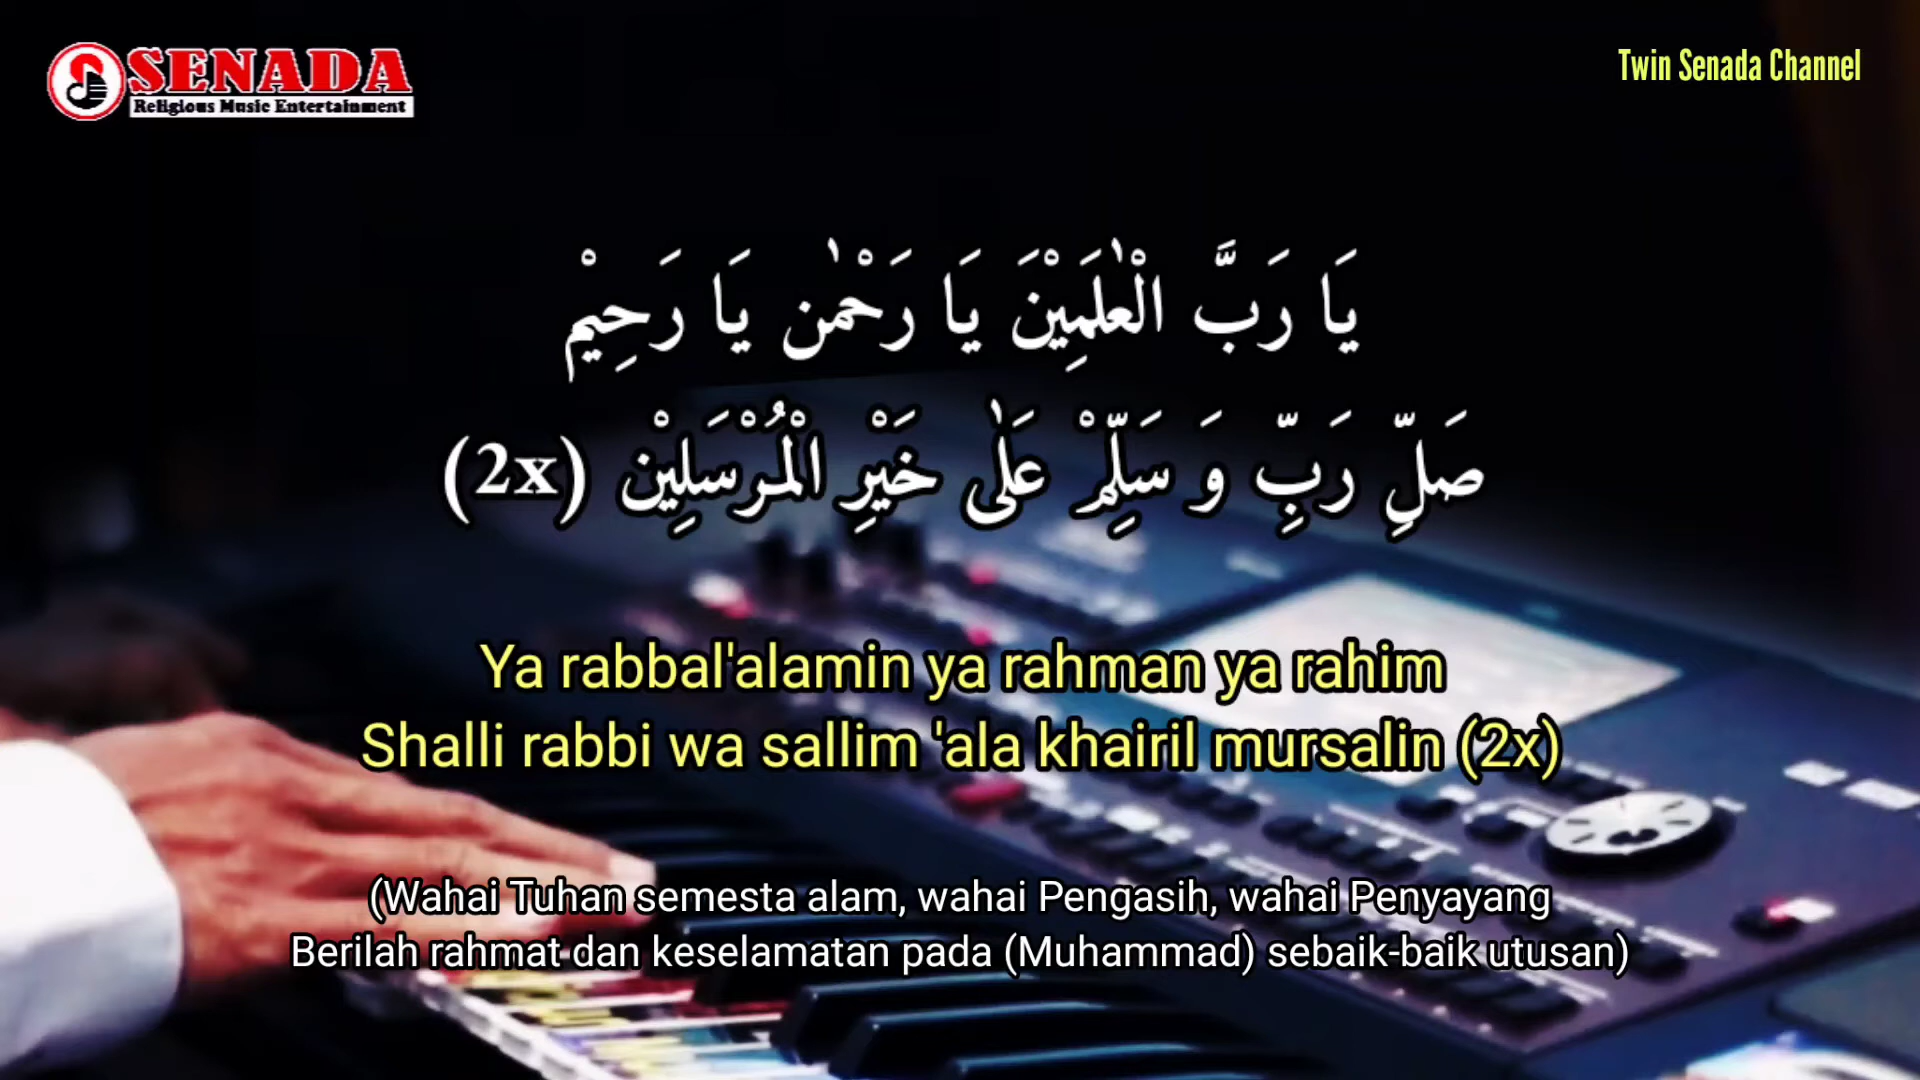 SENADA
Religious Music Entertainment
Twin Senada Channel
يَا رَبَّ الْعٰلَمِيْنَ يَا رَحْمٰن يَا رَحِيْم
صَلِّ رَبِّ وَ سَلِّمْ عَلٰى خَيْرِ الْمُرْسَلِيْن (2x)
Ya rabbal'alamin ya rahman ya rahim
Shalli rabbi wa sallim 'ala khairil mursalin (2x)
(Wahai Tuhan semesta alam, wahai Pengasih, wahai Penyayang
Berilah rahmat dan keselamatan pada (Muhammad) sebaik-baik utusan)